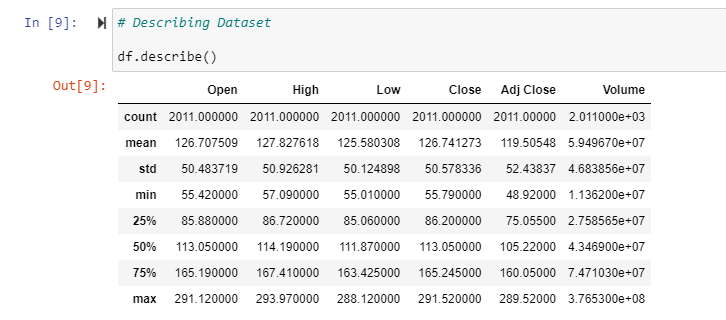 In [9]: # Describing Dataset
df.describe()
Out[9]:
Open High Low Close Adj Close Volume
count 2011.000000 2011.000000 2011.000000 2011.000000 2011.00000 2.011000e+03
mean 126.707509 127.827618 125.580308 126.741273 119.50548 5.949670e+07
std 50.483719 50.926281 50.124898 50.578336 52.43837 4.683856e+07
min 55.420000 57.090000 55.010000 55.790000 48.92000 1.136200e+07
25% 85.880000 86.720000 85.060000 86.200000 75.05500 2.758565e+07
50% 113.050000 114.190000 111.870000 113.050000 105.22000 4.346900e+07
75% 165.190000 167.410000 163.425000 165.245000 160.05000 7.471030e+07
max 291.120000 293.970000 288.120000 291.520000 289.52000 3.765300e+08